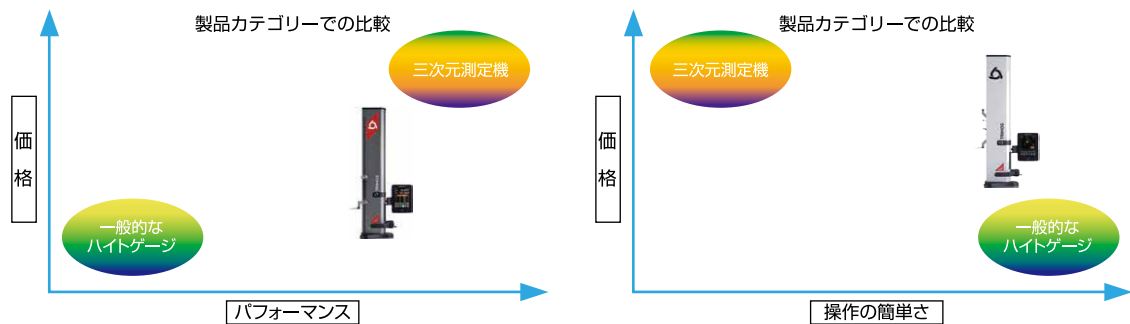 製品カテゴリーでの比較
三次元測定機
価格
一般的な
ハイトゲージ
パフォーマンス
製品カテゴリーでの比較
三次元測定機
TRIMOS
価格
一般的な
ハイトゲージ
操作の簡単さ